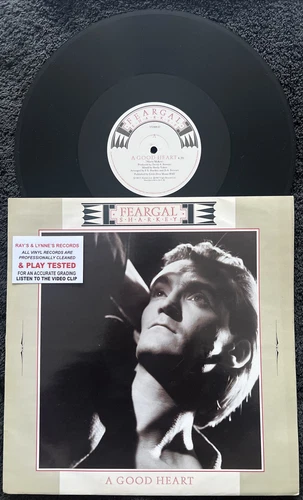 FEARGAL
SHARKEY
A GOOD HEART
FEARGAL
SHARKEY
RAY'S & LYNNE'S RECORDS
ALL VINYL RECORDS ARE
PROFESSIONALLY CLEANED
& PLAY TESTED
FOR AN ACCURATE GRADING
LISTEN TO THE VIDEO CLIP
A GOOD HEART